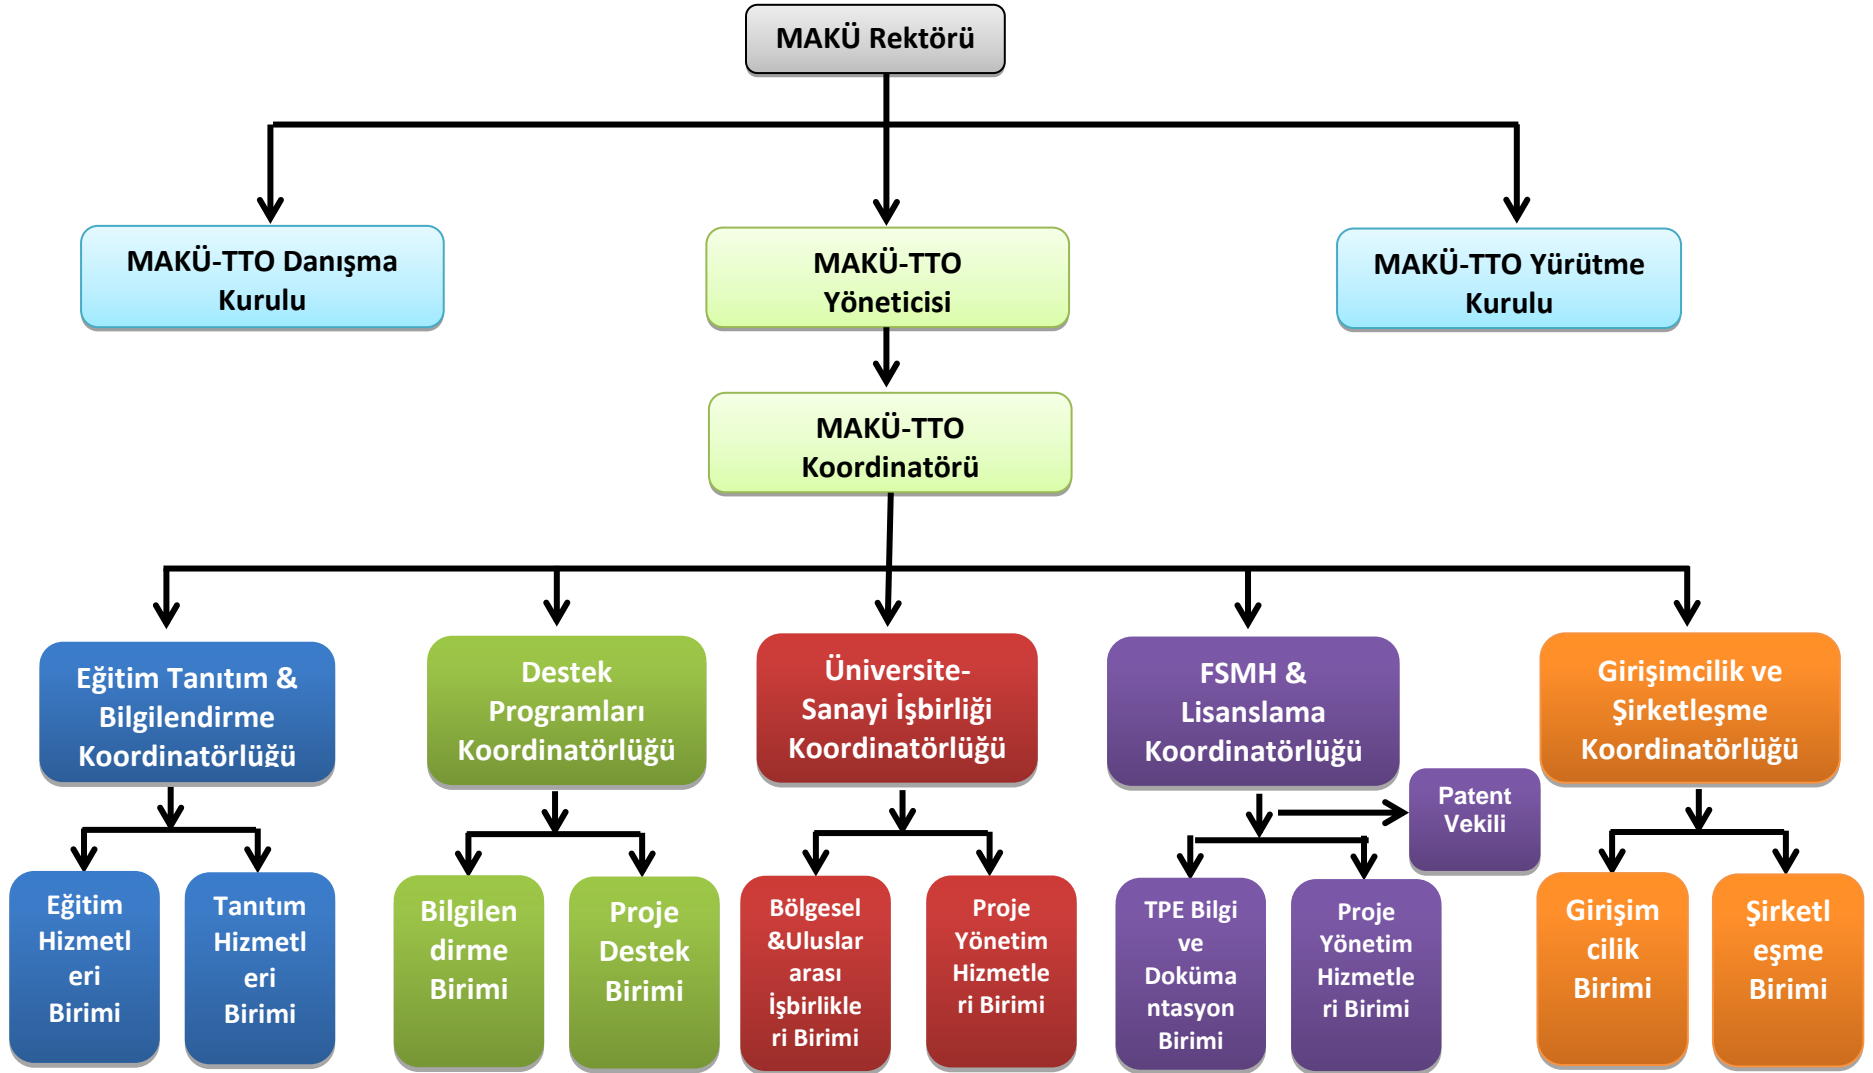 MAKÜ Rektörü
MAKÜ-TTO Danışma
Kurulu
MAKÜ-TTO
Yöneticisi
MAKÜ-TTO Yürütme
Kurulu
MAKÜ-TTO
Koordinatörü
Eğitim Tanıtım &
Bilgilendirme
Koordinatörlüğü
Destek
Programları
Koordinatörlüğü
Üniversite-
Sanayi İşbirliği
Koordinatörlüğü
FSMH &
Lisanslama
Koordinatörlüğü
Girişimcilik ve
Şirketleşme
Koordinatörlüğü
Patent
Vekili
Eğitim
Hizmetl
eri
Birimi
Tanıtım
Hizmetl
eri
Birimi
Bilgilen
dirme
Birimi
Proje
Destek
Birimi
Bölgesel
&Uluslar
arası
İşbirlikle
ri Birimi
Proje
Yönetim
Hizmetle
ri Birimi
TPE Bilgi
ve
Doküma
ntasyon
Birimi
Proje
Yönetim
Hizmetle
ri Birimi
Girişim
cilik
Birimi
Şirketl
eşme
Birimi